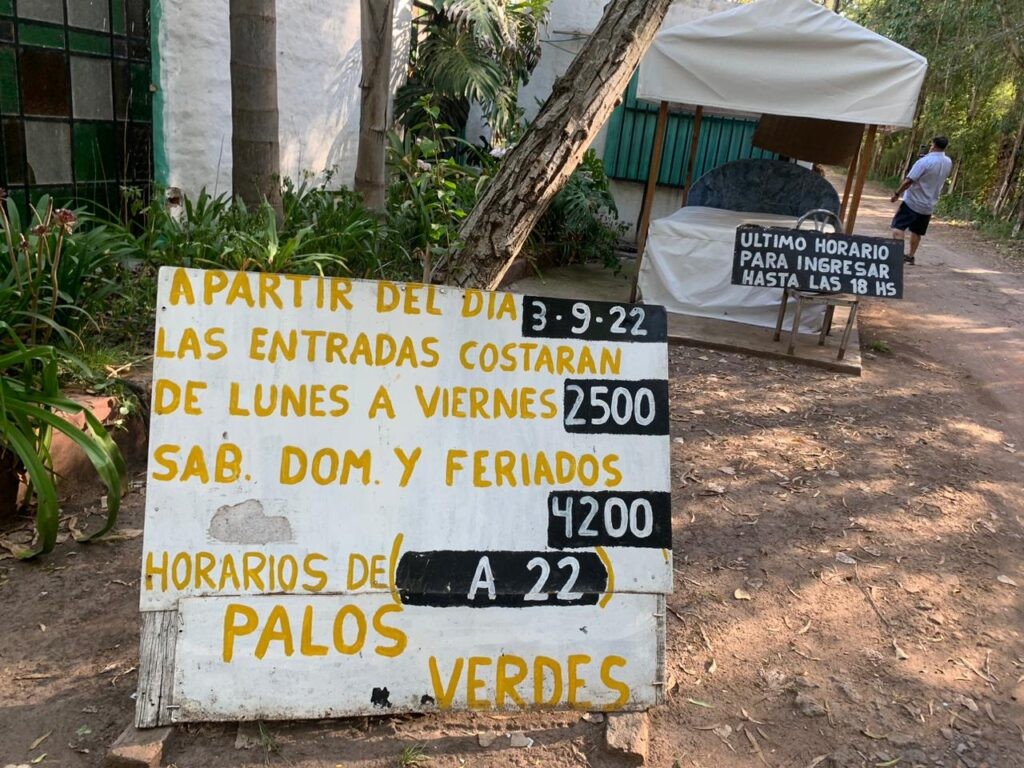 A PARTIR DEL DIA 3·9·22
LAS ENTRADAS COSTARAN
DE LUNES A VIERNES 2500
SAB. DOM. Y FERIADOS
4200
HORARIOS DE ( A 22 )
PALOS
VERDES
ULTIMO HORARIO
PARA INGRESAR
HASTA LAS 18 HS